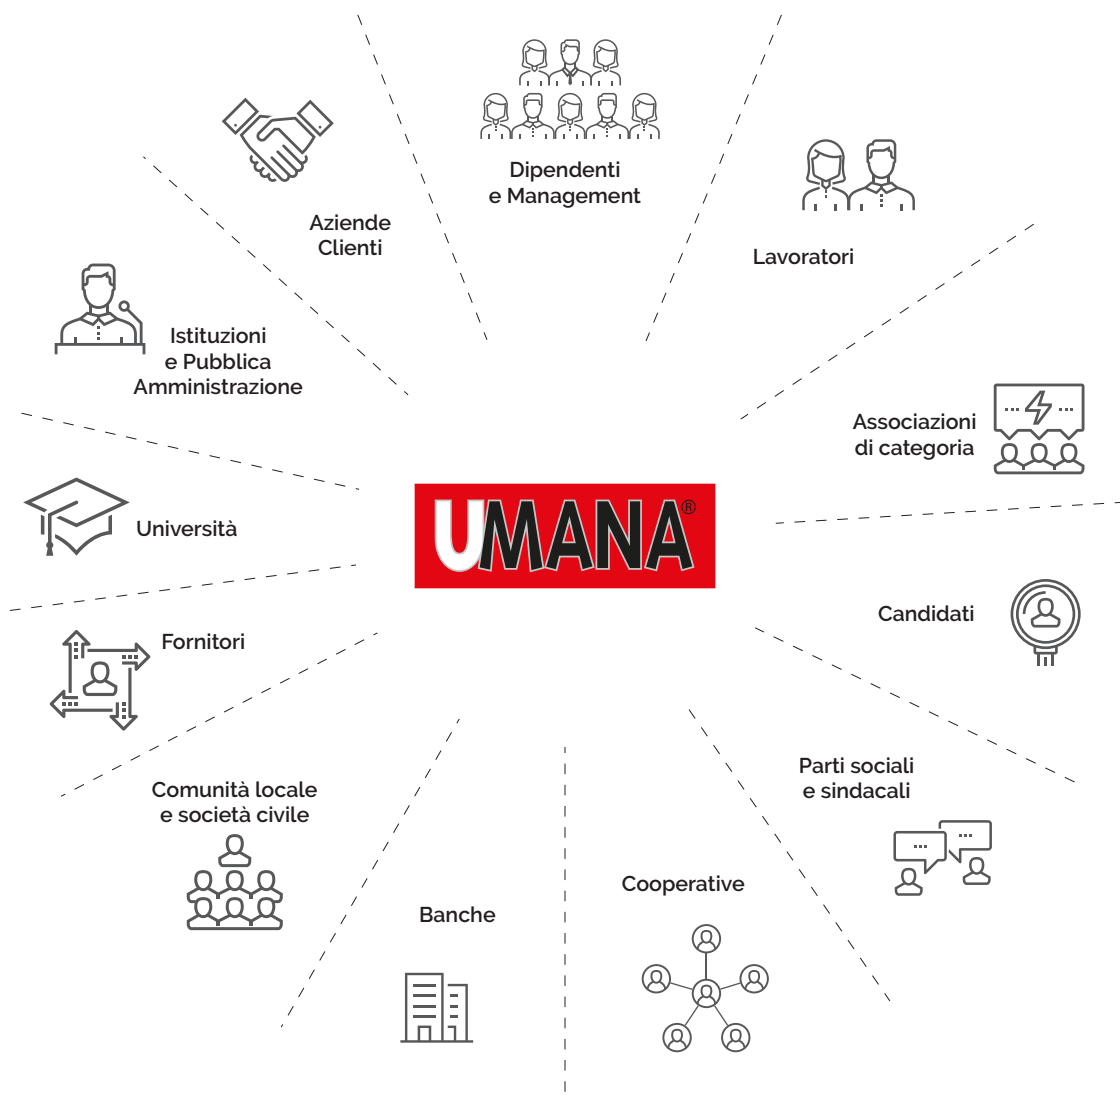 Dipendenti
e Management
Lavoratori
Aziende
Clienti
Istituzioni
e Pubblica
Amministrazione
Associazioni
di categoria
UMANA®
Università
Candidati
Fornitori
Parti sociali
e sindacali
Comunità locale
e società civile
Cooperative
Banche